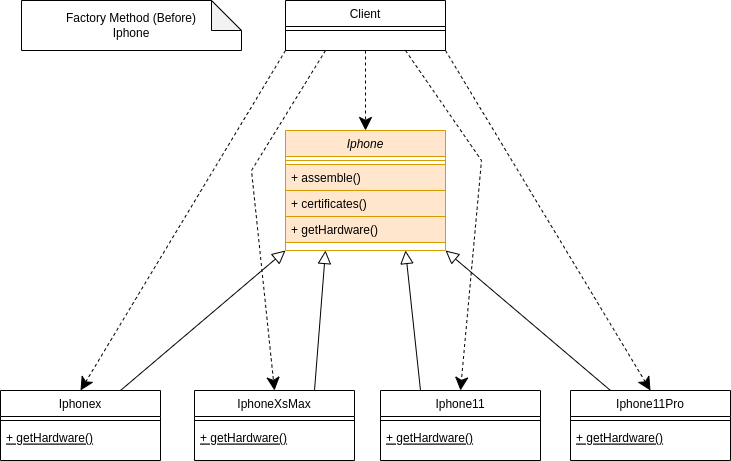 Factory Method (Before)
Iphone
Client
Iphone
+ assemble()
+ certificates()
+ getHardware()
Iphonex
+ getHardware()
IphoneXsMax
+ getHardware()
Iphone11
+ getHardware()
Iphone11Pro
+ getHardware()